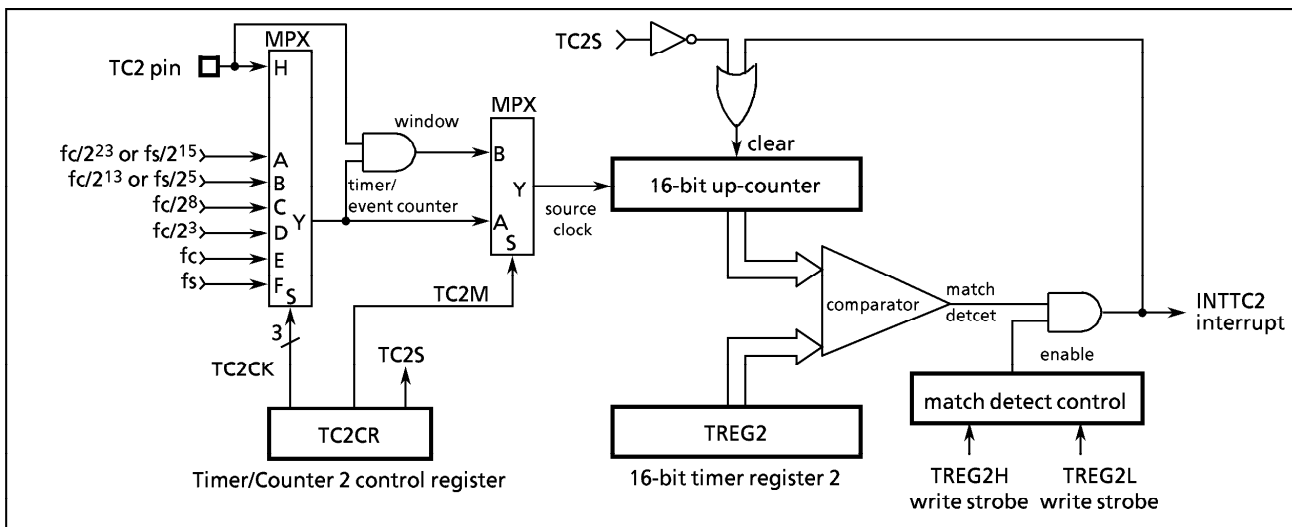 MPX
TC2 pin
H
TC2S
MPX
window
clear
fc/2²³ or fs/2¹⁵
A
B
fc/2¹³ or fs/2⁵
B
timer/
event counter
Y
16-bit up-counter
fc/2⁸
C
Y
source
clock
fc/2³
D
A
fc
E
S
fs
F
S
TC2M
comparator
match
detcet
INTTC2
interrupt
3
TC2CK
TC2S
enable
TC2CR
TREG2
match detect control
Timer/Counter 2 control register
16-bit timer register 2
TREG2H
write strobe
TREG2L
write strobe